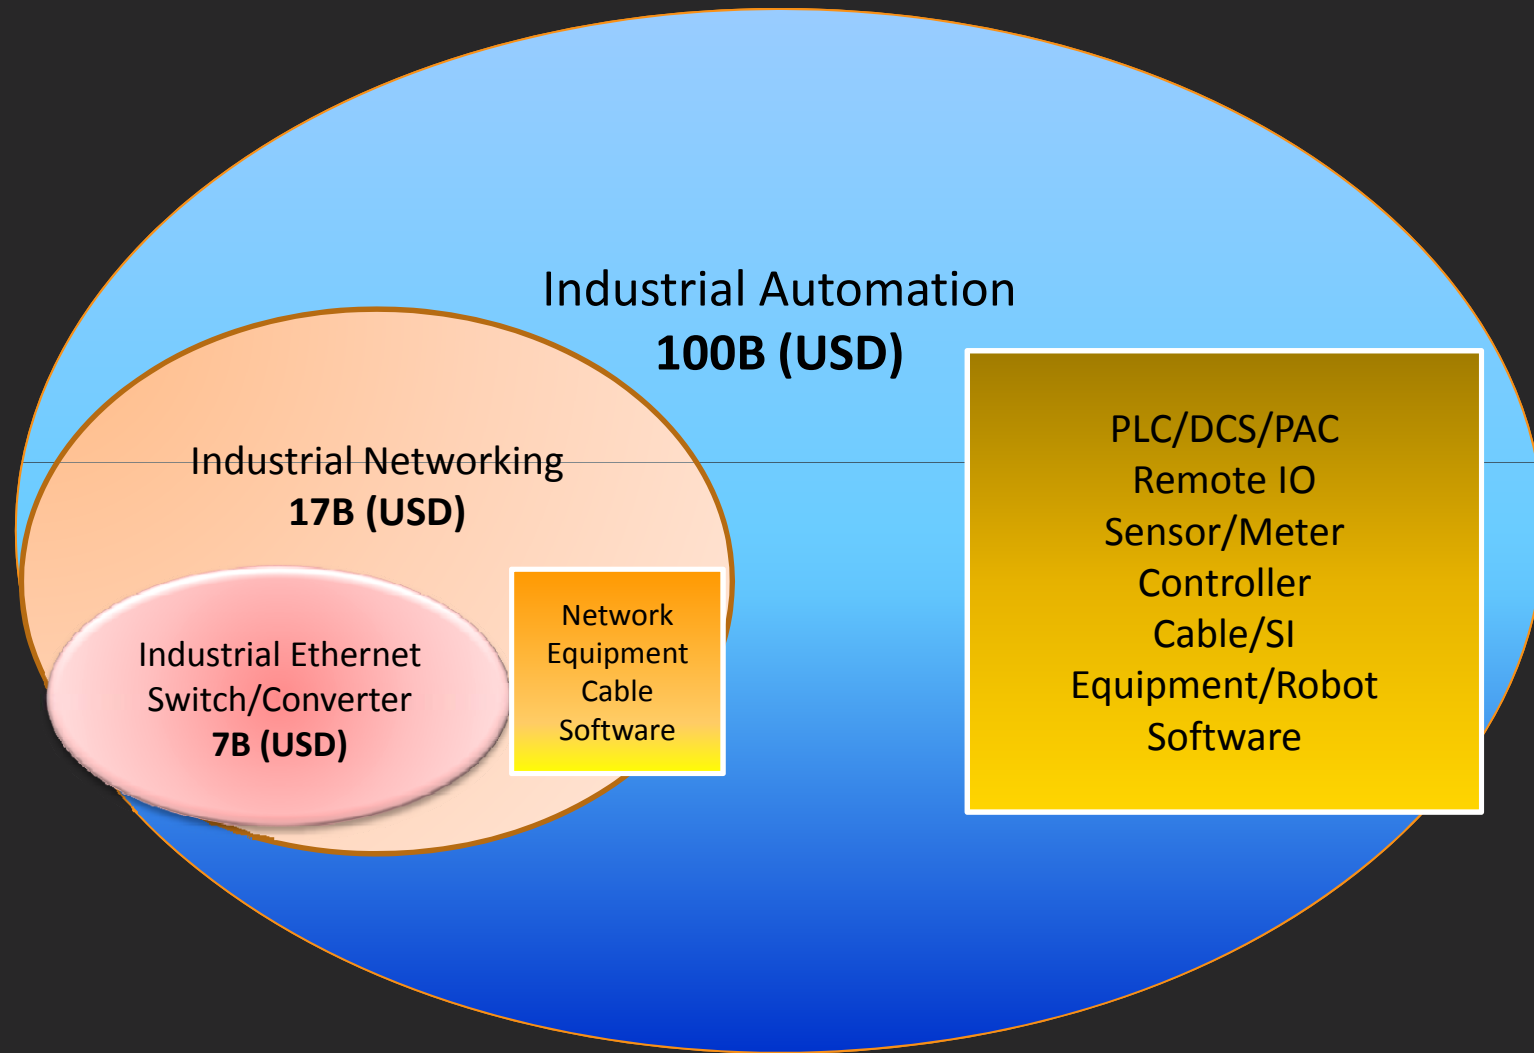 Industrial Automation
100B (USD)
Industrial Networking
17B (USD)
Industrial Ethernet
Switch/Converter
7B (USD)
Network
Equipment
Cable
Software
PLC/DCS/PAC
Remote IO
Sensor/Meter
Controller
Cable/SI
Equipment/Robot
Software